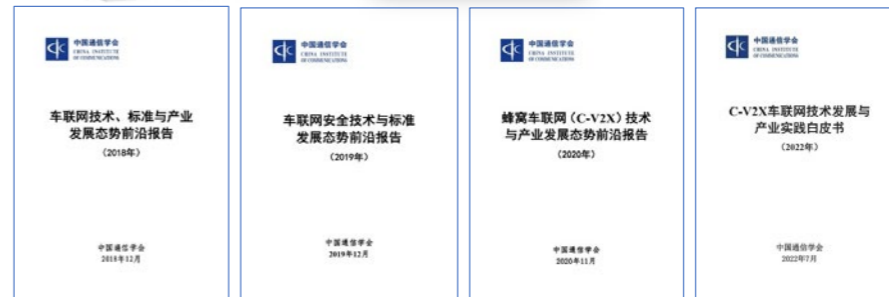 中国通信学会
CHINA INSTITUTE
OF COMMUNICATIONS
车联网技术、标准与产业
发展态势前沿报告
（2018年）
中国通信学会
2018年12月
中国通信学会
CHINA INSTITUTE
OF COMMUNICATIONS
车联网安全技术与标准
发展态势前沿报告
（2019年）
中国通信学会
2019年12月
中国通信学会
CHINA INSTITUTE
OF COMMUNICATIONS
蜂窝车联网（C-V2X）技术
与产业发展态势前沿报告
（2020年）
中国通信学会
2020年11月
中国通信学会
CHINA INSTITUTE
OF COMMUNICATIONS
C-V2X车联网技术发展与
产业实践白皮书
（2022年）
中国通信学会
2022年7月